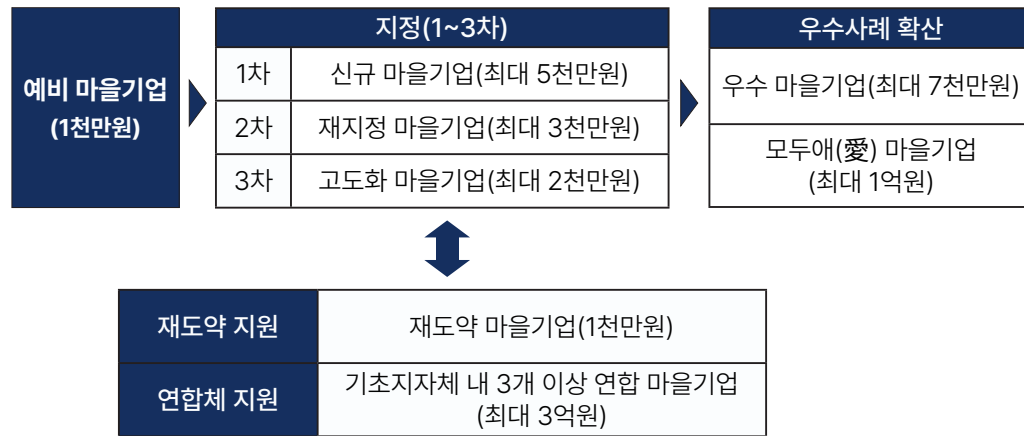 예비 마을기업
(1천만원)
지정(1~3차)
1차 신규 마을기업(최대 5천만원)
2차 재지정 마을기업(최대 3천만원)
3차 고도화 마을기업(최대 2천만원)
우수사례 확산
우수 마을기업(최대 7천만원)
모두애(愛) 마을기업
(최대 1억원)
재도약 지원 재도약 마을기업(1천만원)
연합체 지원 기초지자체 내 3개 이상 연합 마을기업
(최대 3억원)